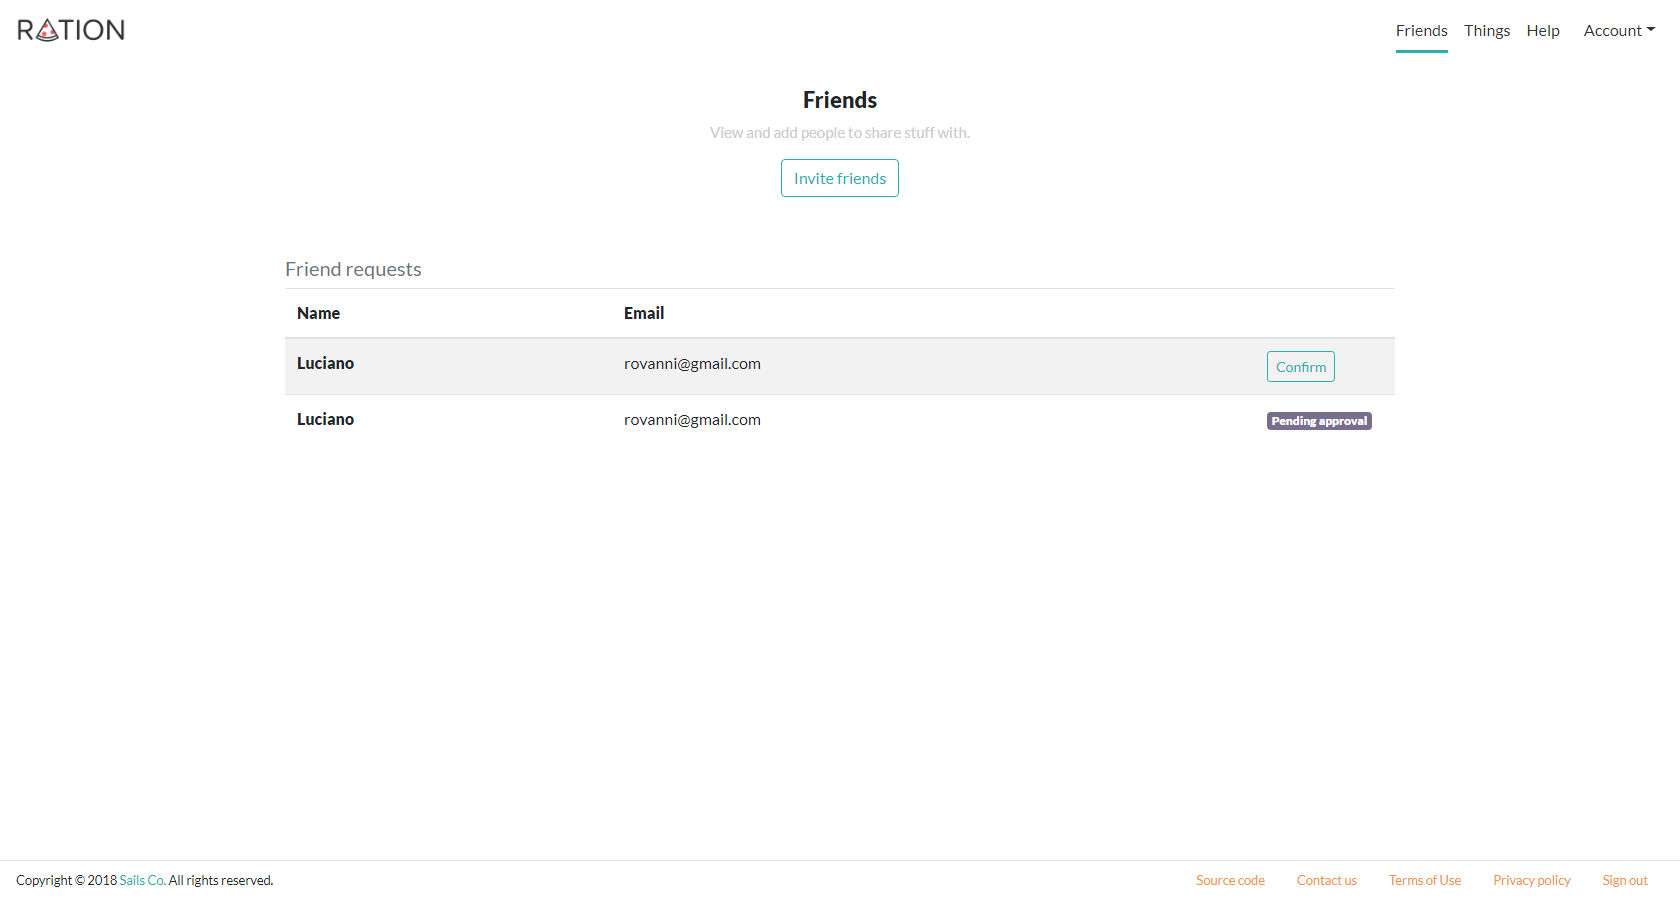 RATION
Friends Things Help Account
Friends
View and add people to share stuff with.
Invite friends
Friend requests
Name Email
Luciano rovanni@gmail.com Confirm
Luciano rovanni@gmail.com Pending approval
Copyright © 2018 Sails Co. All rights reserved. Source code Contact us Terms of Use Privacy policy Sign out